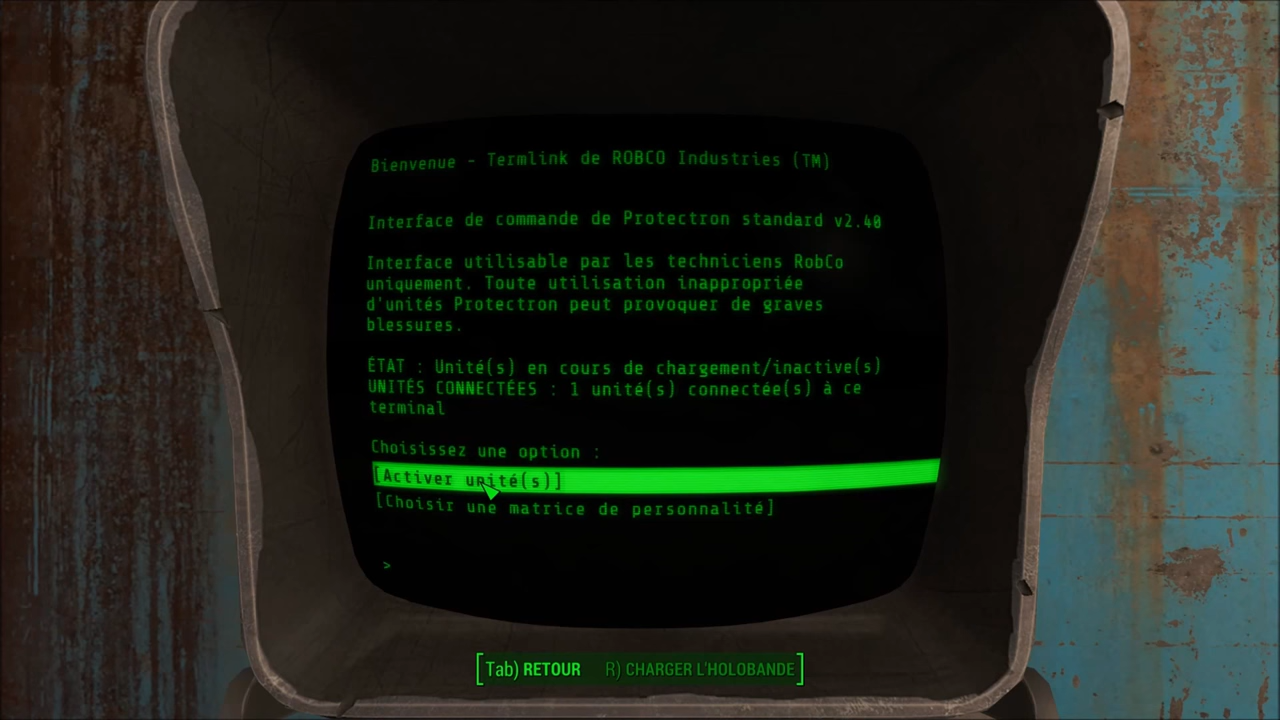 Bienvenue - Termlink de ROBCO Industries (TM)
Interface de commande de Protectron standard v2.40
Interface utilisable par les techniciens RobCo
uniquement. Toute utilisation inappropriée
d'unités Protectron peut provoquer de graves
blessures.
ÉTAT : Unité(s) en cours de chargement/inactive(s)
UNITÉS CONNECTÉES : 1 unité(s) connectée(s) à ce
terminal
Choisissez une option :
[Activer unité(s)]
[Choisir une matrice de personnalité]
>
[Tab) RETOUR R) CHARGER L'HOLOBANDE]